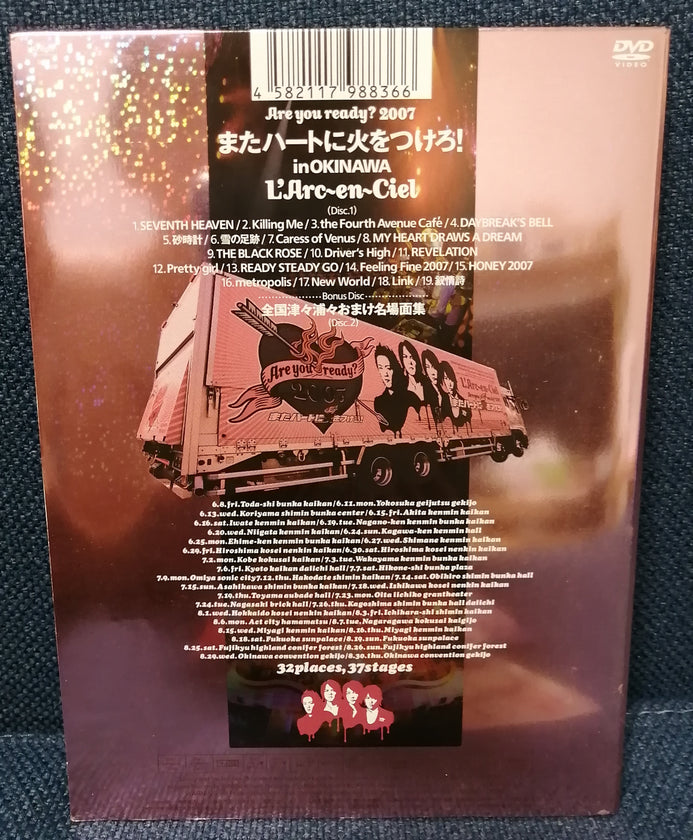 DVD
VIDEO
4 582117 988366
Are you ready? 2007
またハートに火をつけろ!
in OKINAWA
L'Arc~en~Ciel
(Disc.1)
1.SEVENTH HEAVEN / 2.Killing Me / 3.the Fourth Avenue Café / 4.DAYBREAK'S BELL
5.砂時計 / 6.雪の足跡 / 7.Caress of Venus / 8.MY HEART DRAWS A DREAM
9.THE BLACK ROSE / 10.Driver's High / 11.REVELATION
12.Pretty girl / 13.READY STEADY GO / 14.Feeling Fine 2007 / 15.HONEY 2007
16.metropolis / 17.New World / 18.Link / 19.叙情詩
Bonus Disc
全国津々浦々おまけ名場面集
(Disc.2)
Are you ready?
2007
またハートに火をつけろ!
L'Arc~en~Ciel
6.8.fri.Toda-shi bunka kaikan/6.11.mon.Yokosuka geijutsu gekijo
6.13.wed.Koriyama shimin bunka center/6.15.fri.Akita kenmin kaikan
6.16.sat.Iwate kenmin kaikan/6.19.tue.Nagano-ken kenmin bunka kaikan
6.20.wed.Niigata kenmin kaikan/6.24.sun.Kagawa-ken kenmin hall
6.25.mon.Ehime-ken kenmin bunka kaikan/6.27.wed.Shimane kenmin kaikan
6.29.fri.Hiroshima kosei nenkin kaikan/6.30.sat.Hiroshima kosei nenkin kaikan
7.2.mon.Kobe kokusai kaikan/7.3.tue.Wakayama kenmin bunka kaikan
7.6.fri.Kyoto kaikan daiichi hall/7.7.sat.Hikone-shi bunka plaza
7.9.mon.Omiya sonic city7.12.thu.Hakodate shimin kaikan/7.14.sat.Obihiro shimin bunka hall
7.15.sun.Asahikawa shimin bunka kaikan/7.18.wed.Ishikawa kosei nenkin kaikan
7.19.thu.Toyama aubade hall/7.23.mon.Oita iichiko grantheater
7.24.tue.Nagasaki brick hall/7.26.thu.Kagoshima shimin bunka hall daiichi
8.1.wed.Hokkaido kosei nenkin kaikan/8.3.fri.Ichihara-shi shimin kaikan
8.6.mon. Act city hamamatsu/8.7.tue.Nagaragawa kokusai kaigijo
8.15.wed.Miyagi kenmin kaikan/8.16.thu.Miyagi kenmin kaikan
8.18.sat.Fukuoka sunpalace/8.19.sun.Fukuoka sunpalace
8.25.sat.Fujikyu highland conifer forest/8.26.sun.Fujikyu highland conifer forest
8.29.wed.Okinawa convention gekijo/8.30.thu.Okinawa convention gekijo
32places,37stages